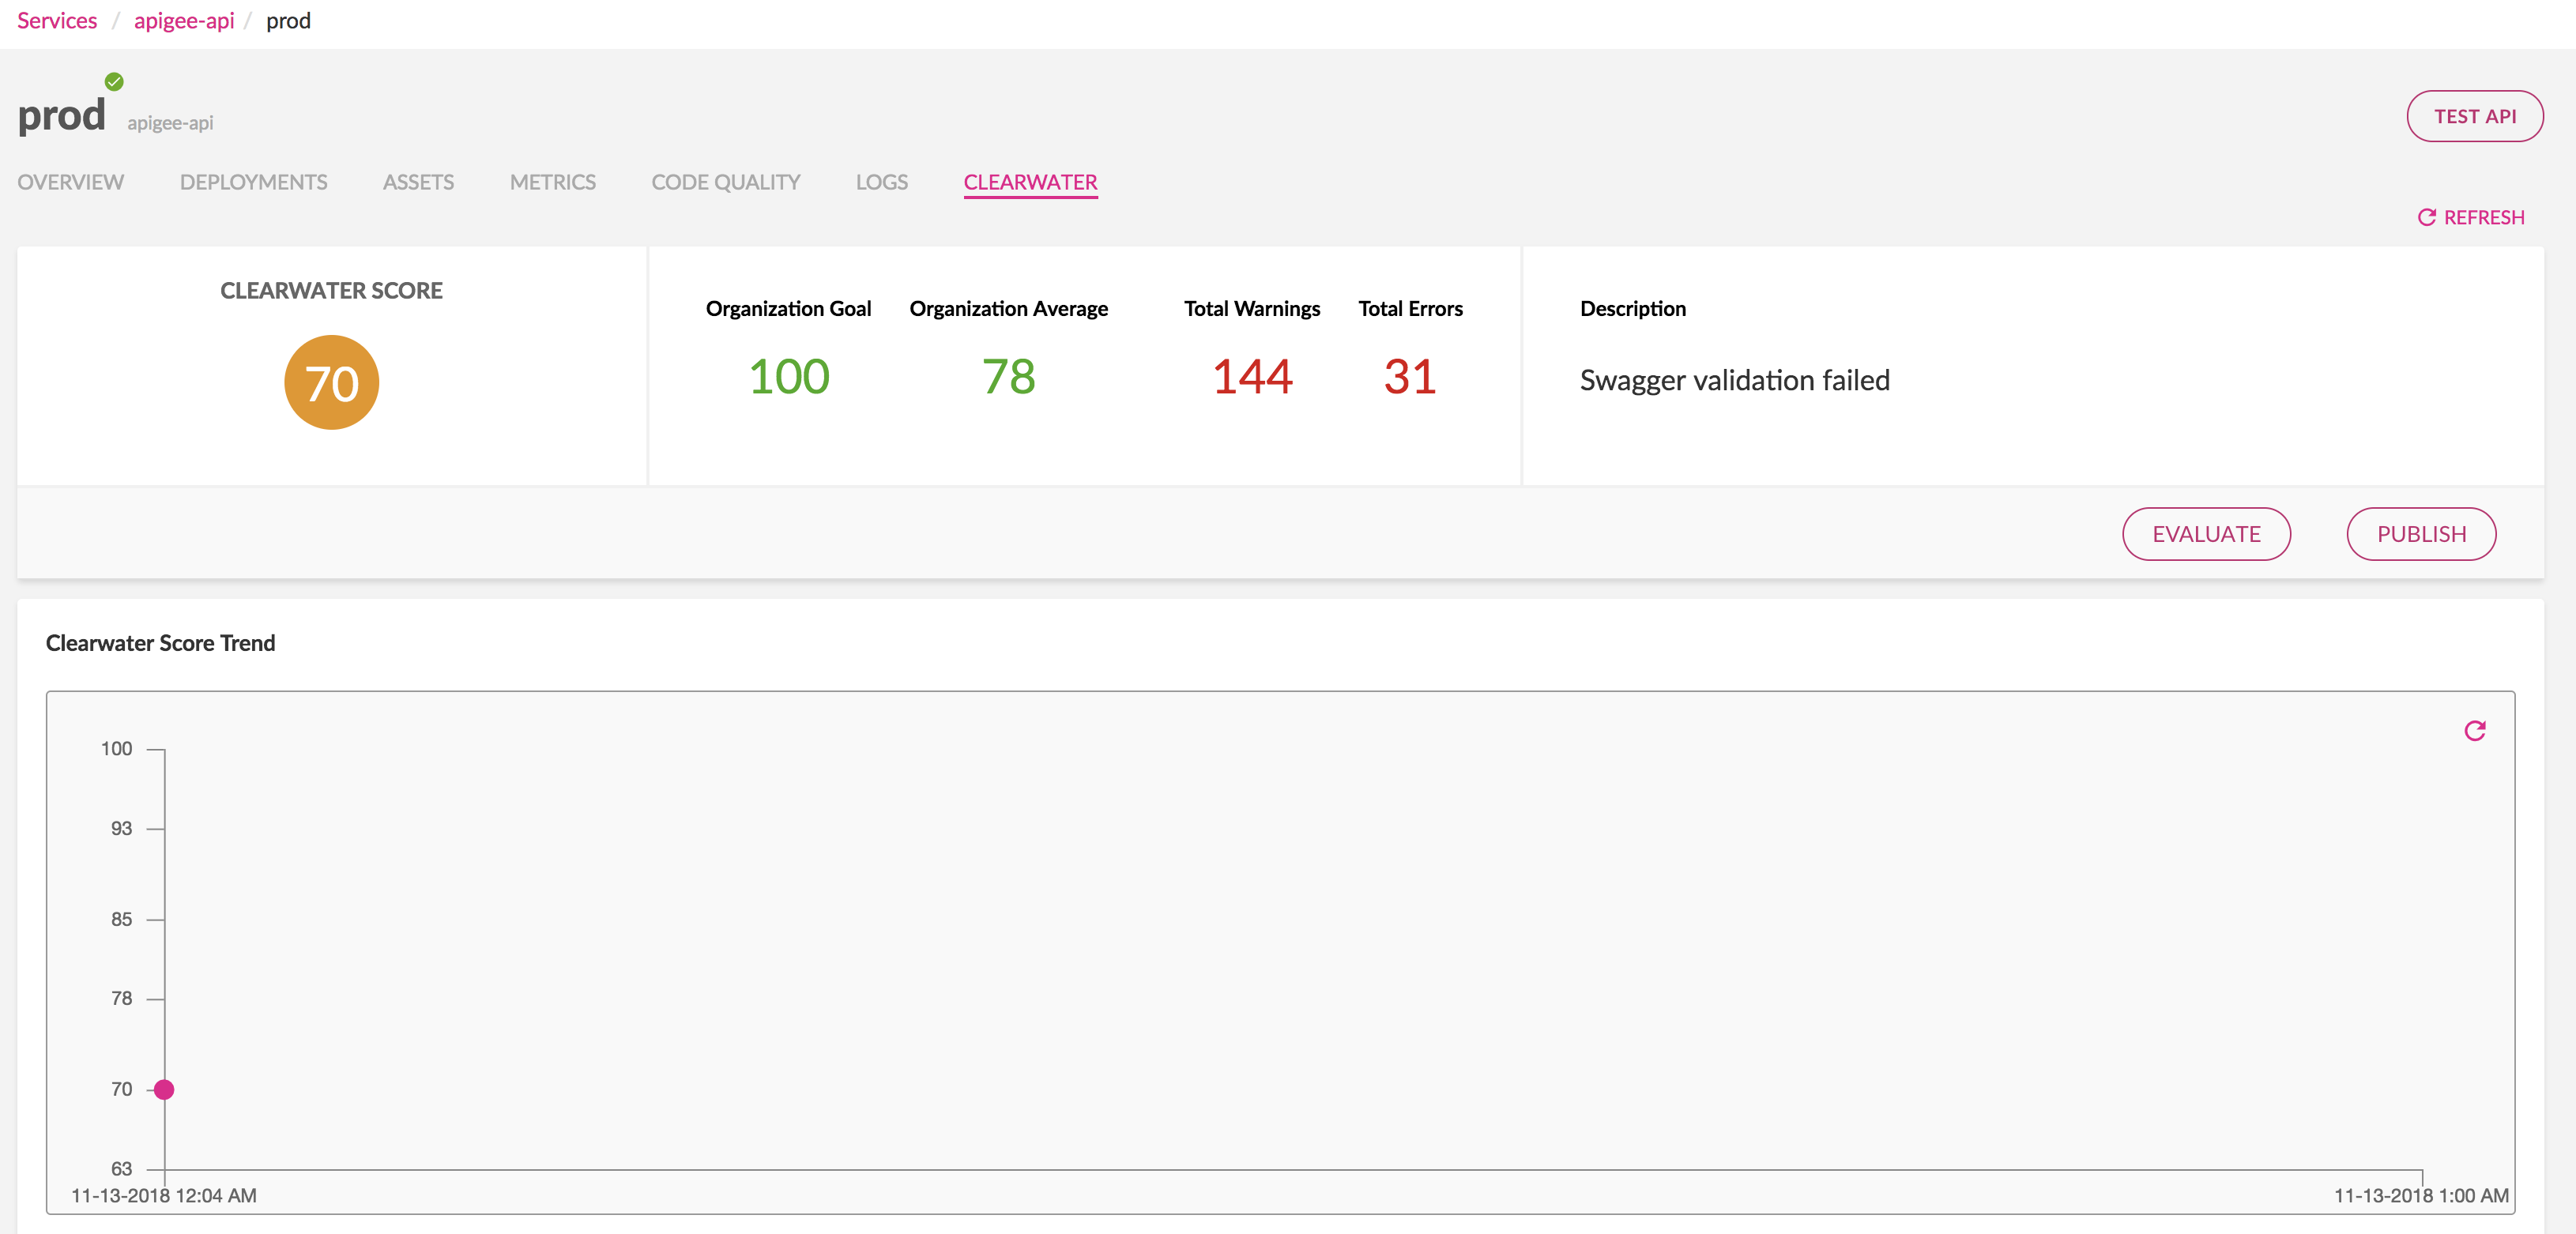 Services / apigee-api / prod
prod apigee-api
TEST API
OVERVIEW DEPLOYMENTS ASSETS METRICS CODE QUALITY LOGS CLEARWATER
REFRESH
CLEARWATER SCORE
70
Organization Goal Organization Average Total Warnings Total Errors
100 78 144 31
Description
Swagger validation failed
EVALUATE PUBLISH
Clearwater Score Trend
100
93
85
78
70
63
11-13-2018 12:04 AM 11-13-2018 1:00 AM